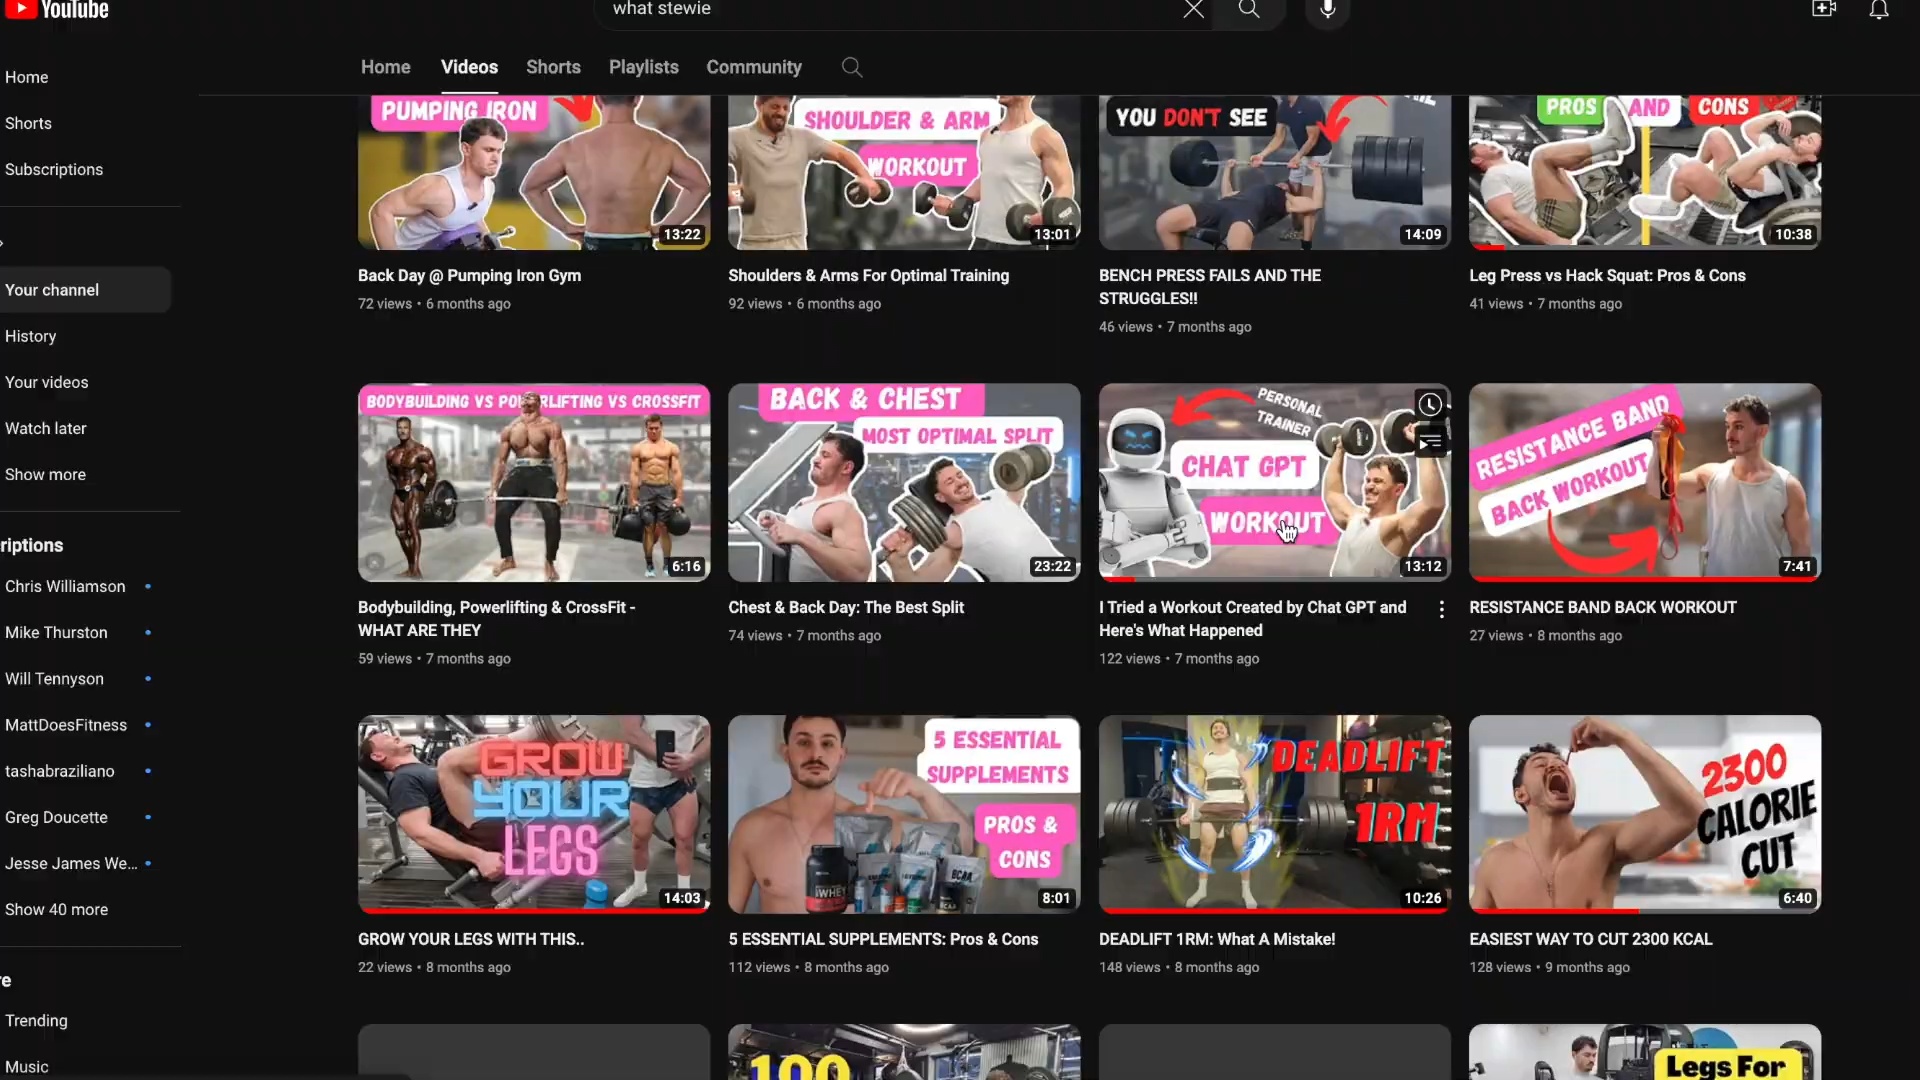 YouTube
what stewie
Home
Videos
Shorts
Playlists
Community
Home
Shorts
Subscriptions
Your channel
History
Your videos
Watch later
Show more
riptions
Chris Williamson
Mike Thurston
Will Tennyson
MattDoesFitness
tashabraziliano
Greg Doucette
Jesse James We...
Show 40 more
e
Trending
Music
PUMPING IRON
13:22
Back Day @ Pumping Iron Gym
72 views • 6 months ago
SHOULDER & ARM
WORKOUT
13:01
Shoulders & Arms For Optimal Training
92 views • 6 months ago
YOU DON'T SEE
14:09
BENCH PRESS FAILS AND THE
STRUGGLES!!
46 views • 7 months ago
PROS AND CONS
10:38
Leg Press vs Hack Squat: Pros & Cons
41 views • 7 months ago
BODYBUILDING VS POWERLIFTING VS CROSSFIT
6:16
Bodybuilding, Powerlifting & CrossFit -
WHAT ARE THEY
59 views • 7 months ago
BACK & CHEST
MOST OPTIMAL SPLIT
23:22
Chest & Back Day: The Best Split
74 views • 7 months ago
PERSONAL
TRAINER
CHAT GPT
WORKOUT
13:12
I Tried a Workout Created by Chat GPT and
Here's What Happened
122 views • 7 months ago
RESISTANCE BAND
BACK WORKOUT
7:41
RESISTANCE BAND BACK WORKOUT
27 views • 8 months ago
GROW
YOUR
LEGS
14:03
GROW YOUR LEGS WITH THIS..
22 views • 8 months ago
5 ESSENTIAL
SUPPLEMENTS
PROS &
CONS
WHEY
BCAA
8:01
5 ESSENTIAL SUPPLEMENTS: Pros & Cons
112 views • 8 months ago
DEADLIFT
1RM
10:26
DEADLIFT 1RM: What A Mistake!
148 views • 8 months ago
2300
CALORIE
CUT
6:40
EASIEST WAY TO CUT 2300 KCAL
128 views • 9 months ago
100
Legs For